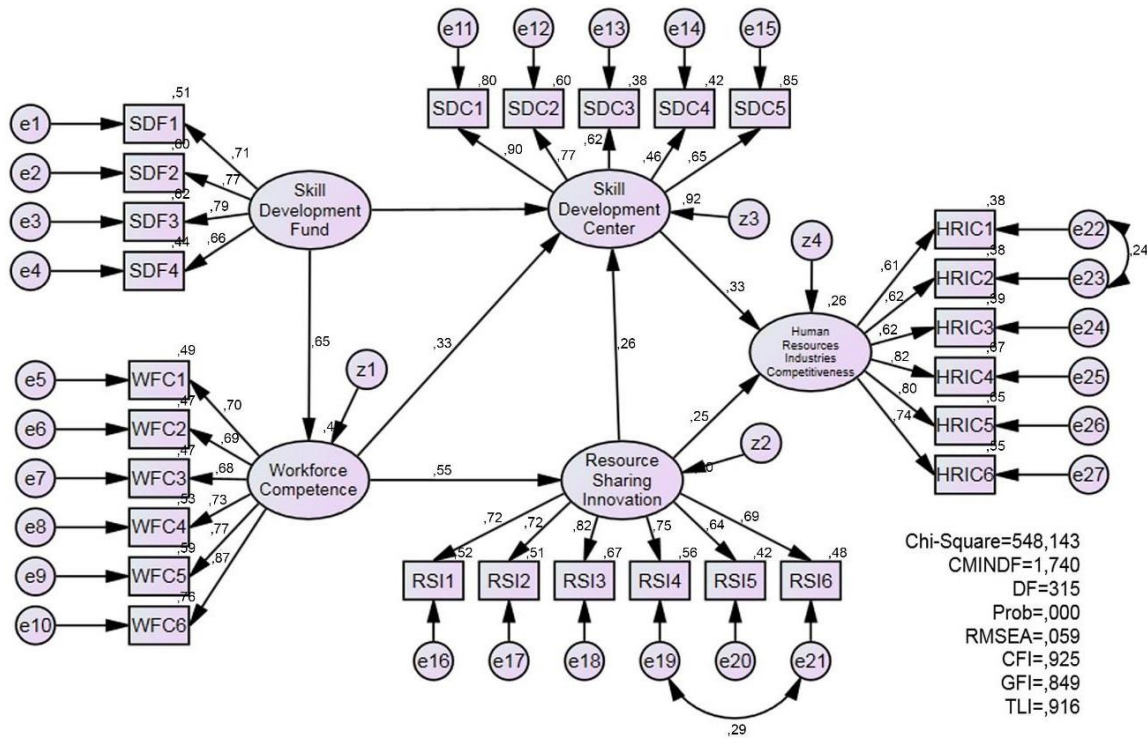 e11
e12
e13
e14
e15
,80
,60
,38
,42
,85
SDC1
SDC2
SDC3
SDC4
SDC5
,90
,77
,62
,46
,65
e1
SDF1
,51
,71
e2
SDF2
,77
e3
SDF3
,62
,79
e4
SDF4
,44
,66
Skill
Development
Fund
Skill
Development
Center
,92
z3
z4
,65
,33
,26
,33
,25
,55
z1
z2
,26
Human
Resources
Industries
Competitiveness
HRIC1
,38
e22
,61
HRIC2
,38
e23
,62
,24
HRIC3
,39
e24
,62
HRIC4
,67
e25
,82
HRIC5
,65
e26
,80
HRIC6
,55
e27
,74
e5
WFC1
,49
,70
e6
WFC2
,47
,69
e7
WFC3
,47
,68
e8
WFC4
,53
,73
e9
WFC5
,59
,77
e10
WFC6
,76
,87
Workforce
Competence
Resource
Sharing
Innovation
,72
,72
,82
,75
,64
,69
,52
,51
,67
,56
,42
,48
RSI1
RSI2
RSI3
RSI4
RSI5
RSI6
e16
e17
e18
e19
e20
e21
,29
Chi-Square=548,143
CMINDF=1,740
DF=315
Prob=,000
RMSEA=,059
CFI=,925
GFI=,849
TLI=,916